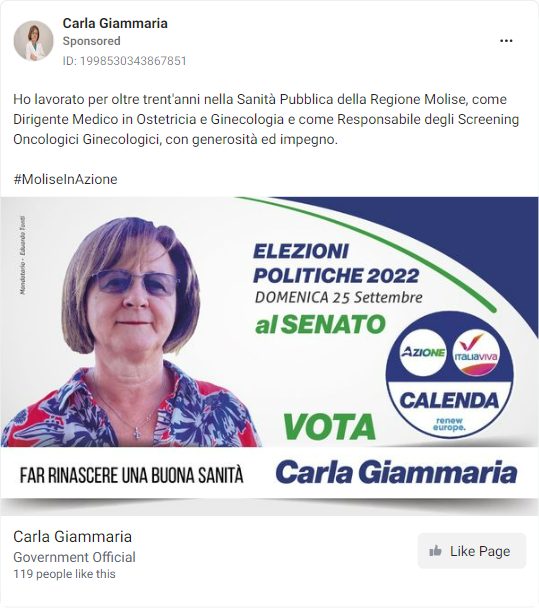 Carla Giammaria
Sponsored
ID: 1998530343867851
Ho lavorato per oltre trent'anni nella Sanità Pubblica della Regione Molise, come
Dirigente Medico in Ostetricia e Ginecologia e come Responsabile degli Screening
Oncologici Ginecologici, con generosità ed impegno.
#MoliseInAzione
Mandatario - Eduardo Tonti
ELEZIONI
POLITICHE 2022
DOMENICA 25 Settembre
al SENATO
AZIONE
ITALIAVIVA
CALENDA
renew
europe.
VOTA
FAR RINASCERE UNA BUONA SANITÀ
Carla Giammaria
Carla Giammaria
Government Official
119 people like this
Like Page